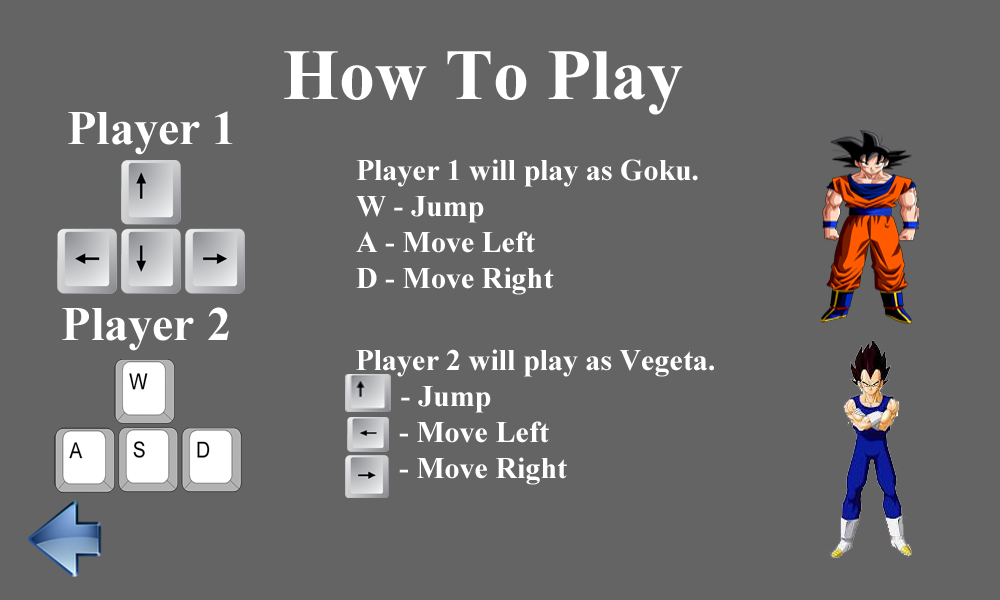 How To Play
Player 1
↑
← ↓ →
Player 2
W
A S D
Player 1 will play as Goku.
W - Jump
A - Move Left
D - Move Right
Player 2 will play as Vegeta.
↑ - Jump
← - Move Left
→ - Move Right